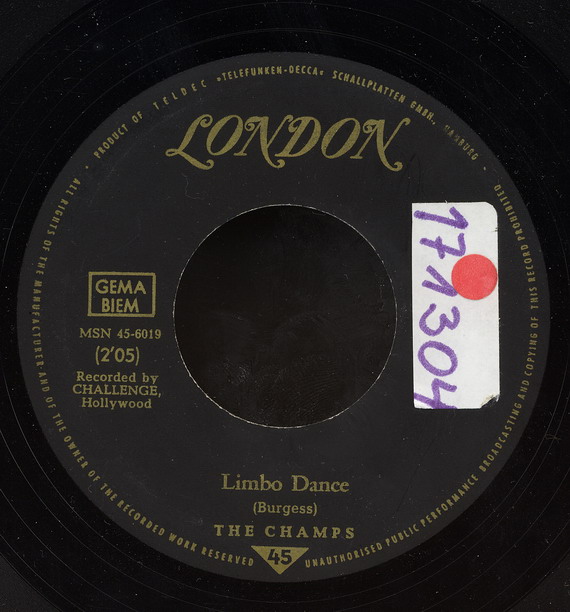 PRODUCT OF TELDEC »TELEFUNKEN-DECCA« SCHALLPLATTEN GMBH., HAMBURG ·
LONDON
GEMA
BIEM
MSN 45-6019
(2'05)
Recorded by
CHALLENGE,
Hollywood
171304
Limbo Dance
(Burgess)
THE CHAMPS
45
ALL RIGHTS OF THE MANUFACTURER AND OF THE OWNER OF THE RECORDED WORK RESERVED
UNAUTHORISED PUBLIC PERFORMANCE BROADCASTING AND COPYING OF THIS RECORD PROHIBITED